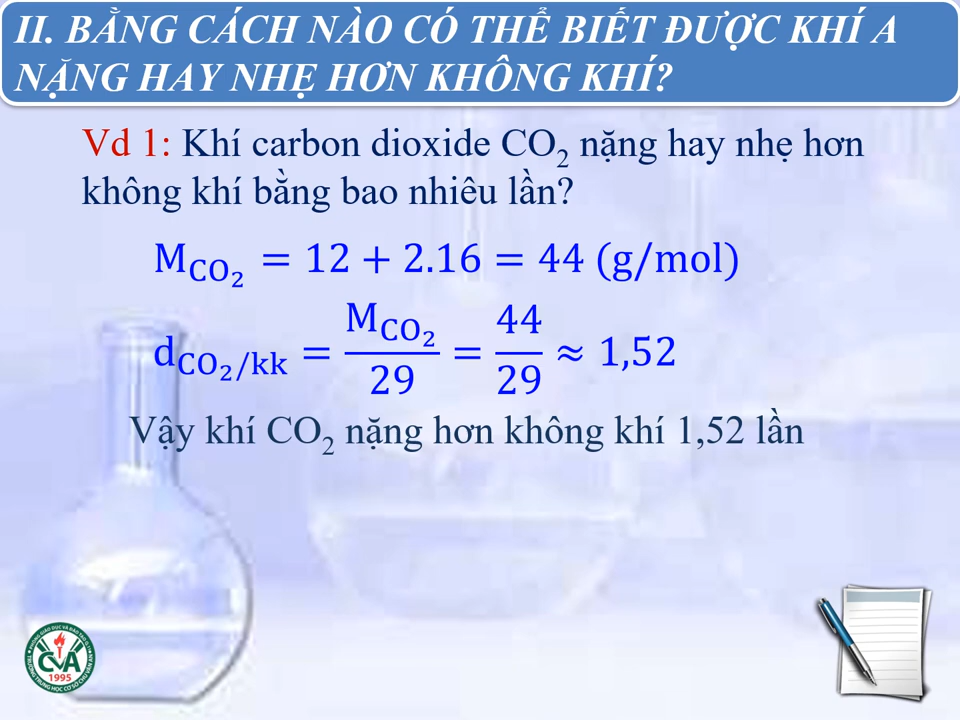 II. BẰNG CÁCH NÀO CÓ THỂ BIẾT ĐƯỢC KHÍ A
NẶNG HAY NHẸ HƠN KHÔNG KHÍ?
Vd 1: Khí carbon dioxide CO₂ nặng hay nhẹ hơn
không khí bằng bao nhiêu lần?
M_CO₂ = 12 + 2.16 = 44 (g/mol)
d_CO₂/kk = M_CO₂/29 = 44/29 ≈ 1,52
Vậy khí CO₂ nặng hơn không khí 1,52 lần
CVA
1995